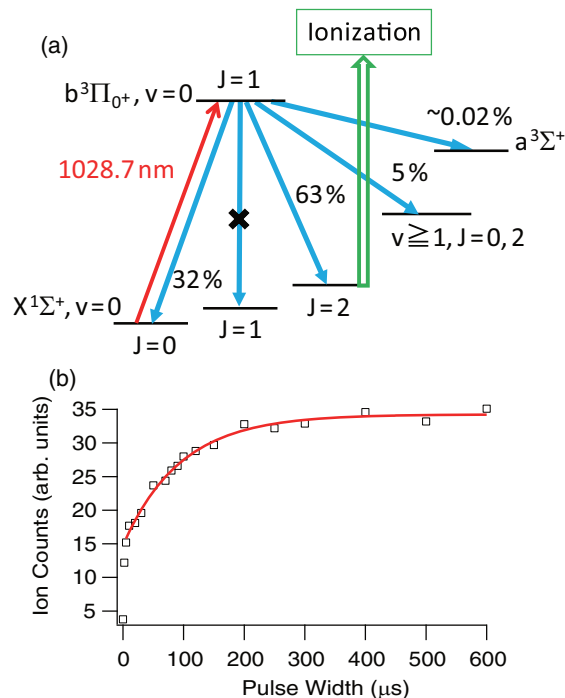 (a)
Ionization
J=1
b³Π₀⁺, v=0
~0.02%
a³Σ⁺
1028.7 nm
5%
63%
v≧1, J=0, 2
32%
X¹Σ⁺, v=0
J=2
J=1
J=0
(b)
35
30
25
20
15
10
5
Ion Counts (arb. units)
0 100 200 300 400 500 600
Pulse Width (μs)